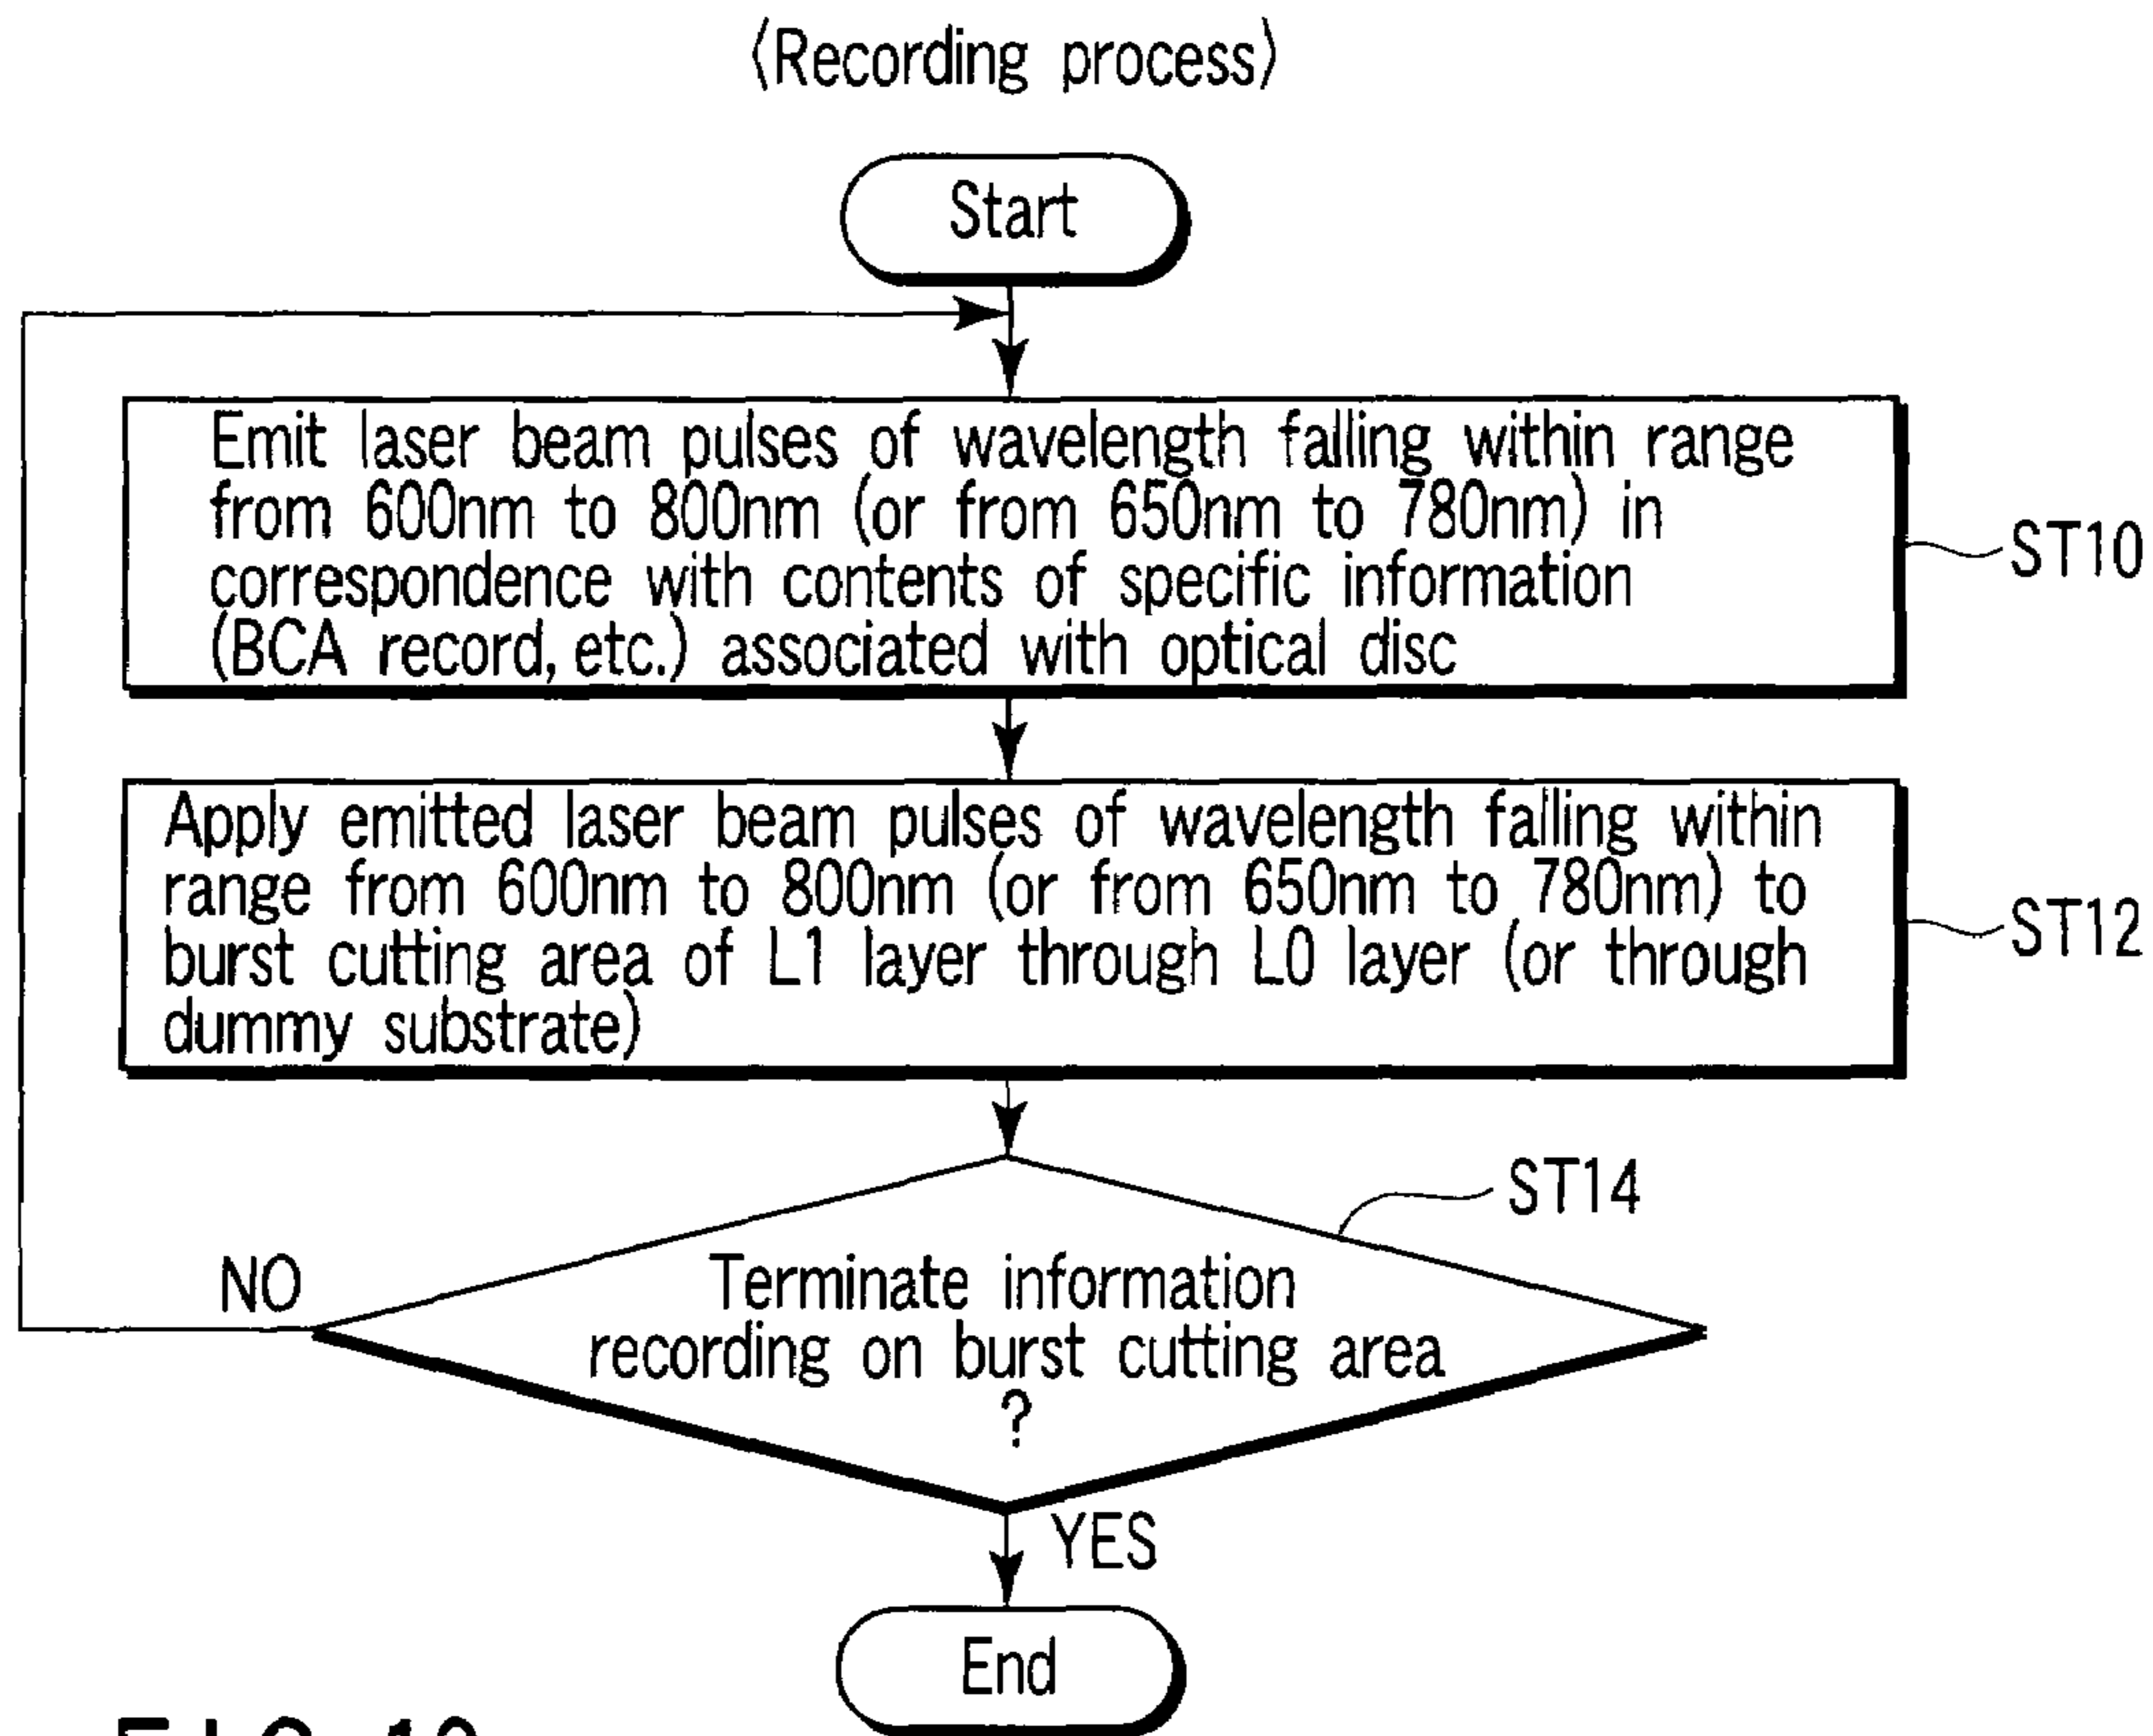 ⟨Recording process⟩
Start
Emit laser beam pulses of wavelength falling within range
from 600nm to 800nm (or from 650nm to 780nm) in
correspondence with contents of specific information
(BCA record, etc.) associated with optical disc
ST10
Apply emitted laser beam pulses of wavelength falling within
range from 600nm to 800nm (or from 650nm to 780nm) to
burst cutting area of L1 layer through L0 layer (or through
dummy substrate)
ST12
ST14
NO
Terminate information
recording on burst cutting area
?
YES
End